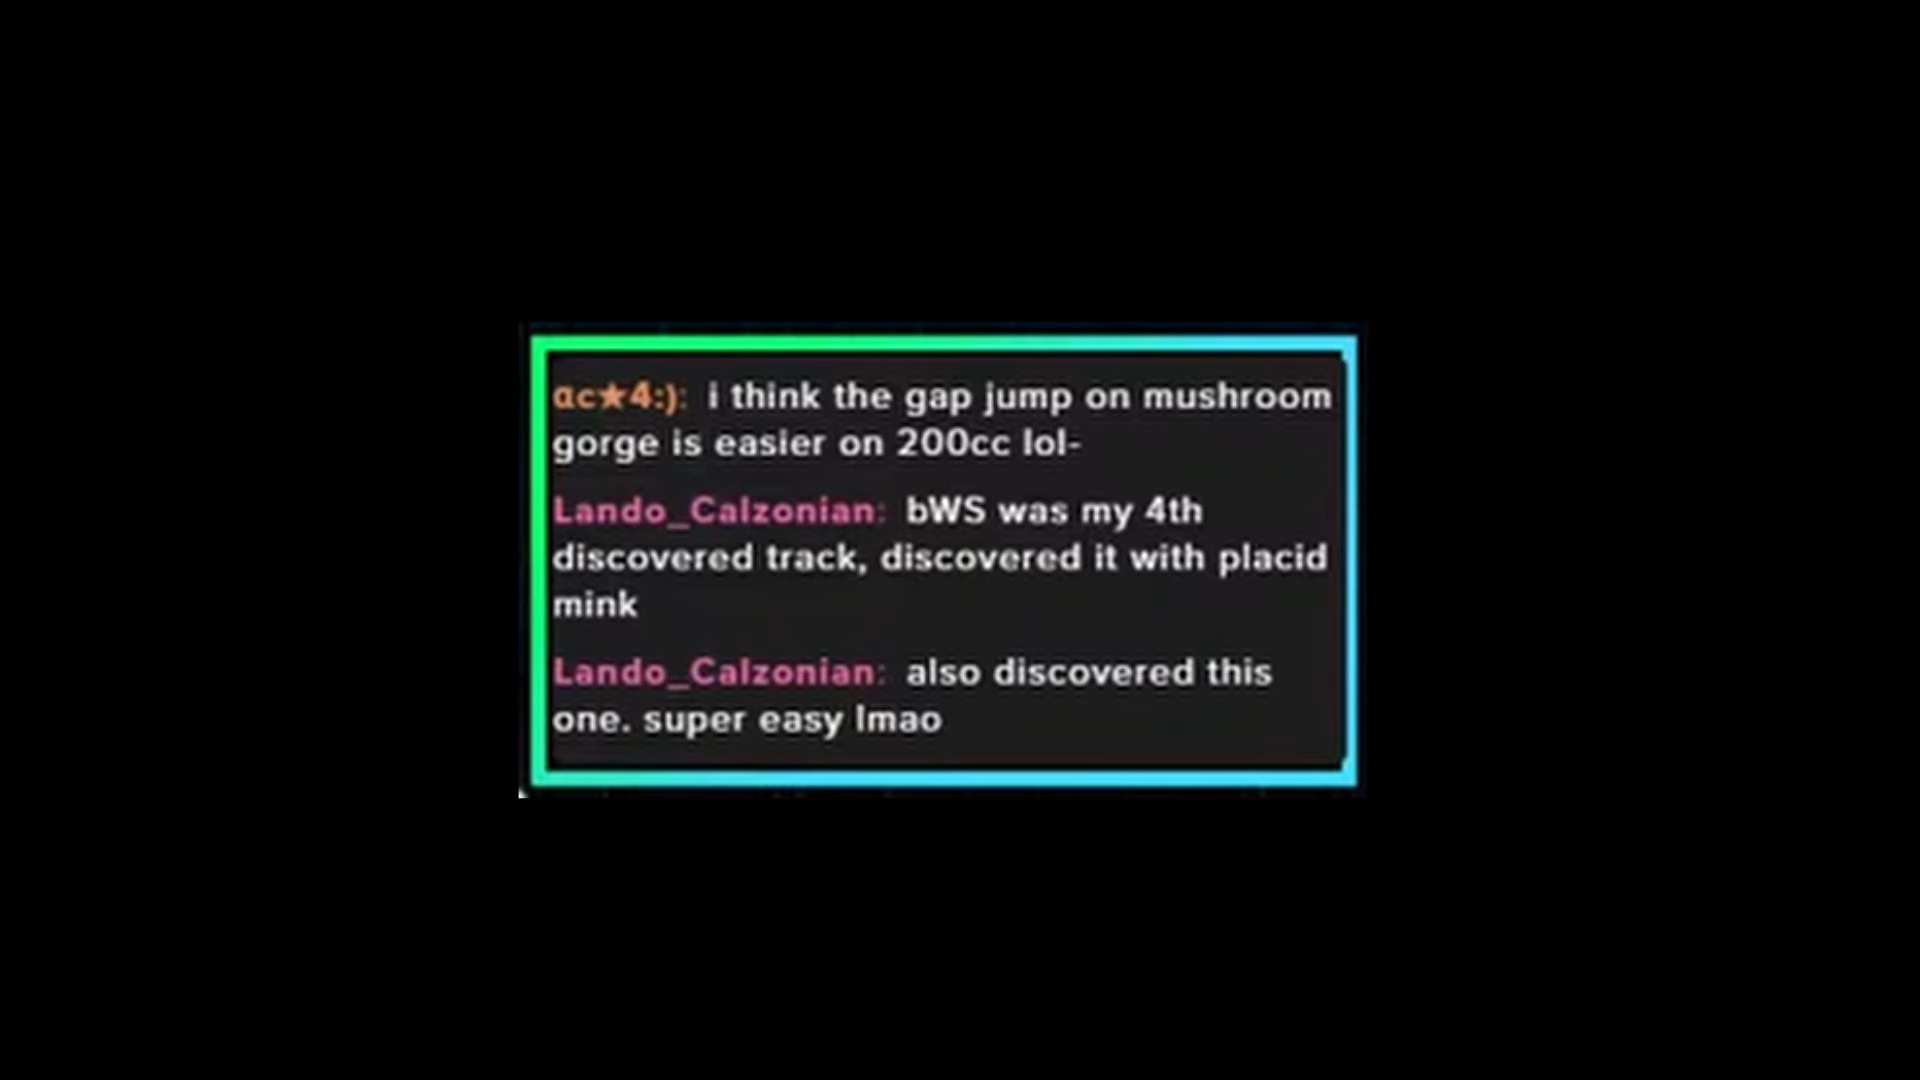 ac★4:): i think the gap jump on mushroom
gorge is easier on 200cc lol-
Lando_Calzonian: bWS was my 4th
discovered track, discovered it with placid
mink
Lando_Calzonian: also discovered this
one. super easy lmao